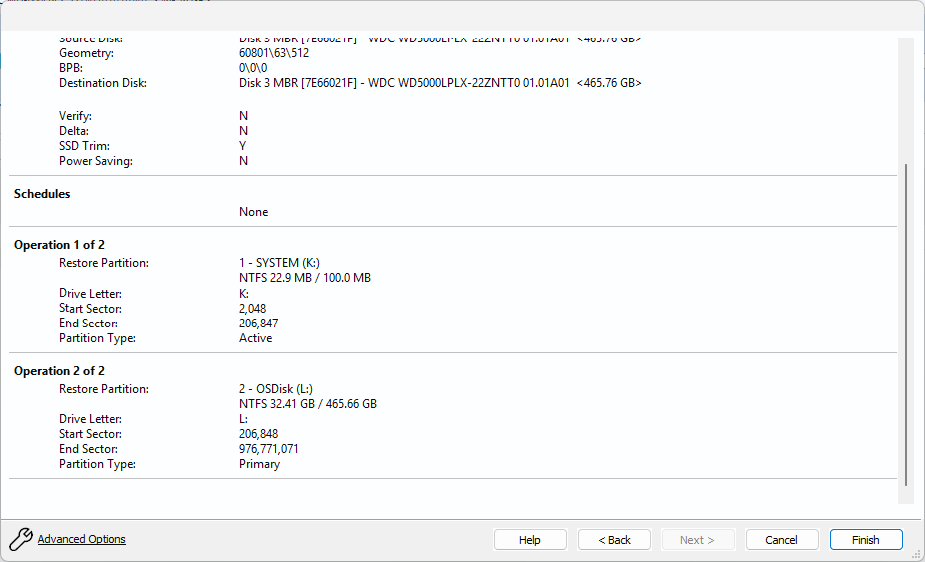 Source Disk: Disk 3 MBR [7E66021F] - WDC WD5000LPLX-22ZNTT0 01.01A01 <465.76 GB>
Geometry: 60801\63\512
BPB: 0\0\0
Destination Disk: Disk 3 MBR [7E66021F] - WDC WD5000LPLX-22ZNTT0 01.01A01 <465.76 GB>
Verify: N
Delta: N
SSD Trim: Y
Power Saving: N
Schedules
None
Operation 1 of 2
Restore Partition: 1 - SYSTEM (K:)
NTFS 22.9 MB / 100.0 MB
Drive Letter: K:
Start Sector: 2,048
End Sector: 206,847
Partition Type: Active
Operation 2 of 2
Restore Partition: 2 - OSDisk (L:)
NTFS 32.41 GB / 465.66 GB
Drive Letter: L:
Start Sector: 206,848
End Sector: 976,771,071
Partition Type: Primary
Advanced Options Help < Back Next > Cancel Finish